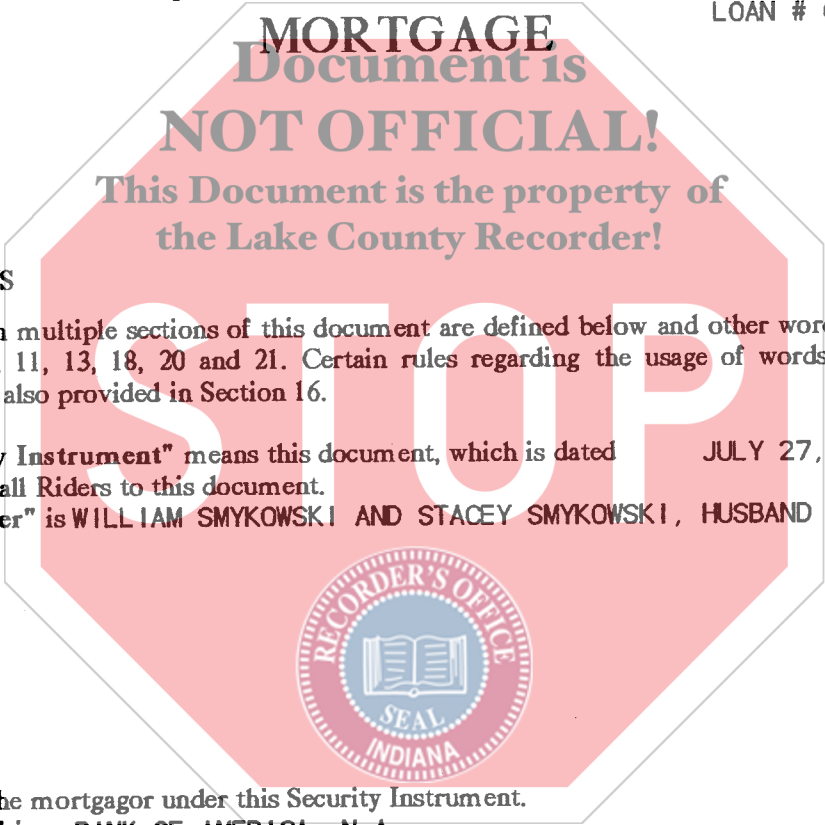 LOAN #
MORTGAGE
Document is
NOT OFFICIAL!
This Document is the property of
the Lake County Recorder!
S
multiple sections of this document are defined below and other wor
11, 13, 18, 20 and 21. Certain rules regarding the usage of words
also provided in Section 16.
Instrument" means this document, which is dated JULY 27,
all Riders to this document.
er" is WILLIAM SMYKOWSKI AND STACEY SMYKOWSKI, HUSBAND
STOP
RECORDER'S OFFICE
SEAL
INDIANA
he mortgagor under this Security Instrument.
BANK OF AMERICA, N.A.